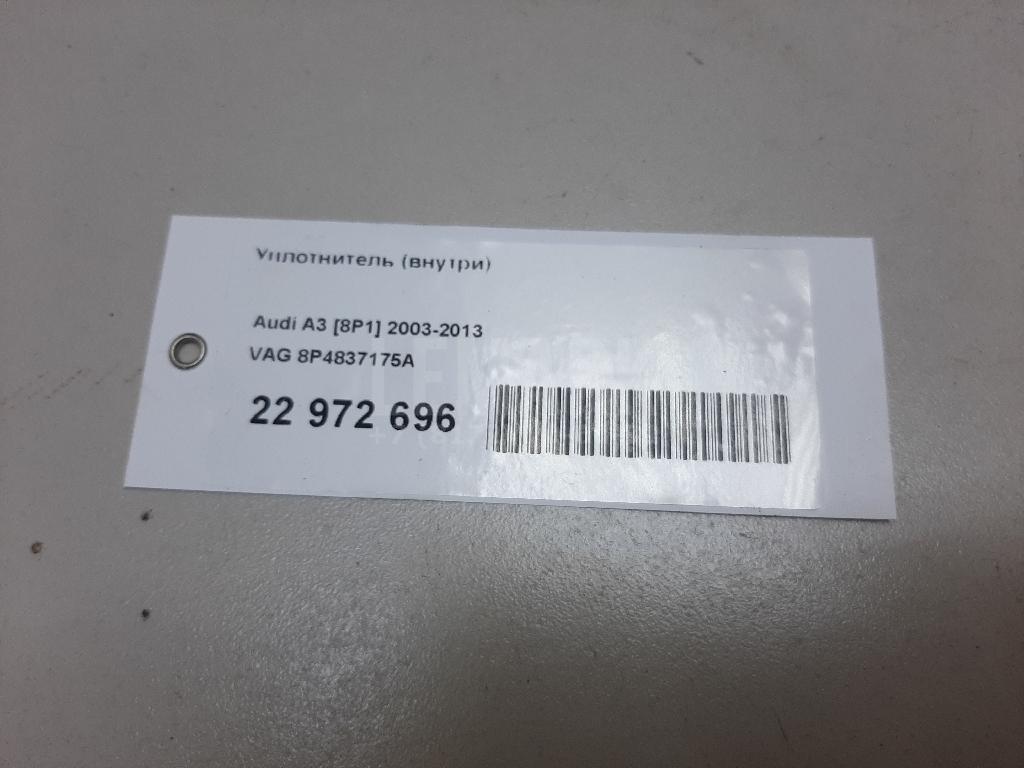 Уплотнитель (внутри)
Audi A3 [8P1] 2003-2013
VAG 8P4837175A
22 972 696